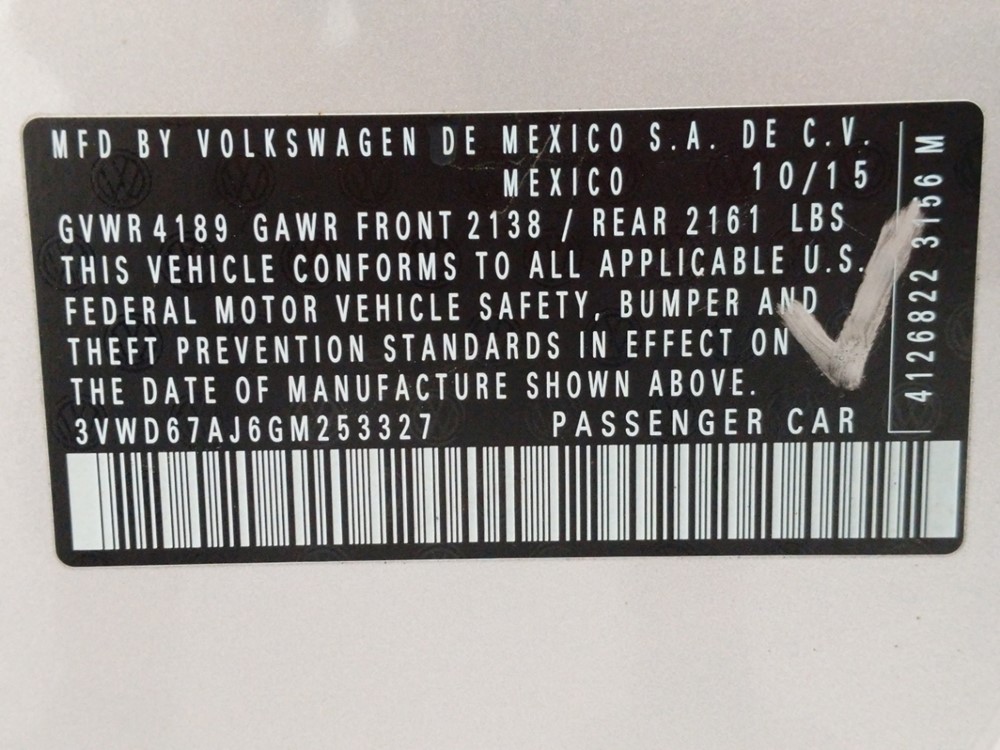 MFD BY VOLKSWAGEN DE MEXICO S.A. DE C.V.
MEXICO 10/15
GVWR 4189 GAWR FRONT 2138 / REAR 2161 LBS
THIS VEHICLE CONFORMS TO ALL APPLICABLE U.S.
FEDERAL MOTOR VEHICLE SAFETY, BUMPER AND
THEFT PREVENTION STANDARDS IN EFFECT ON
THE DATE OF MANUFACTURE SHOWN ABOVE.
3VWD67AJ6GM253327 PASSENGER CAR
4126822 3156 M